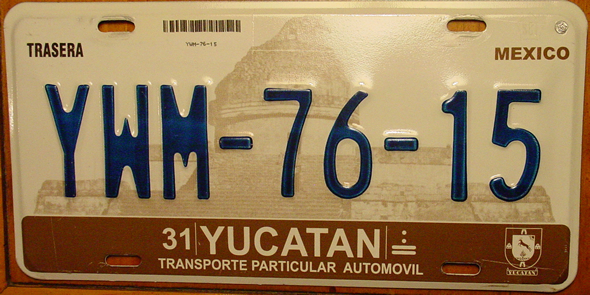 YWM-76-15
TRASERA
MEXICO
YWM-76-15
31 YUCATAN
TRANSPORTE PARTICULAR AUTOMOVIL
YUCATAN